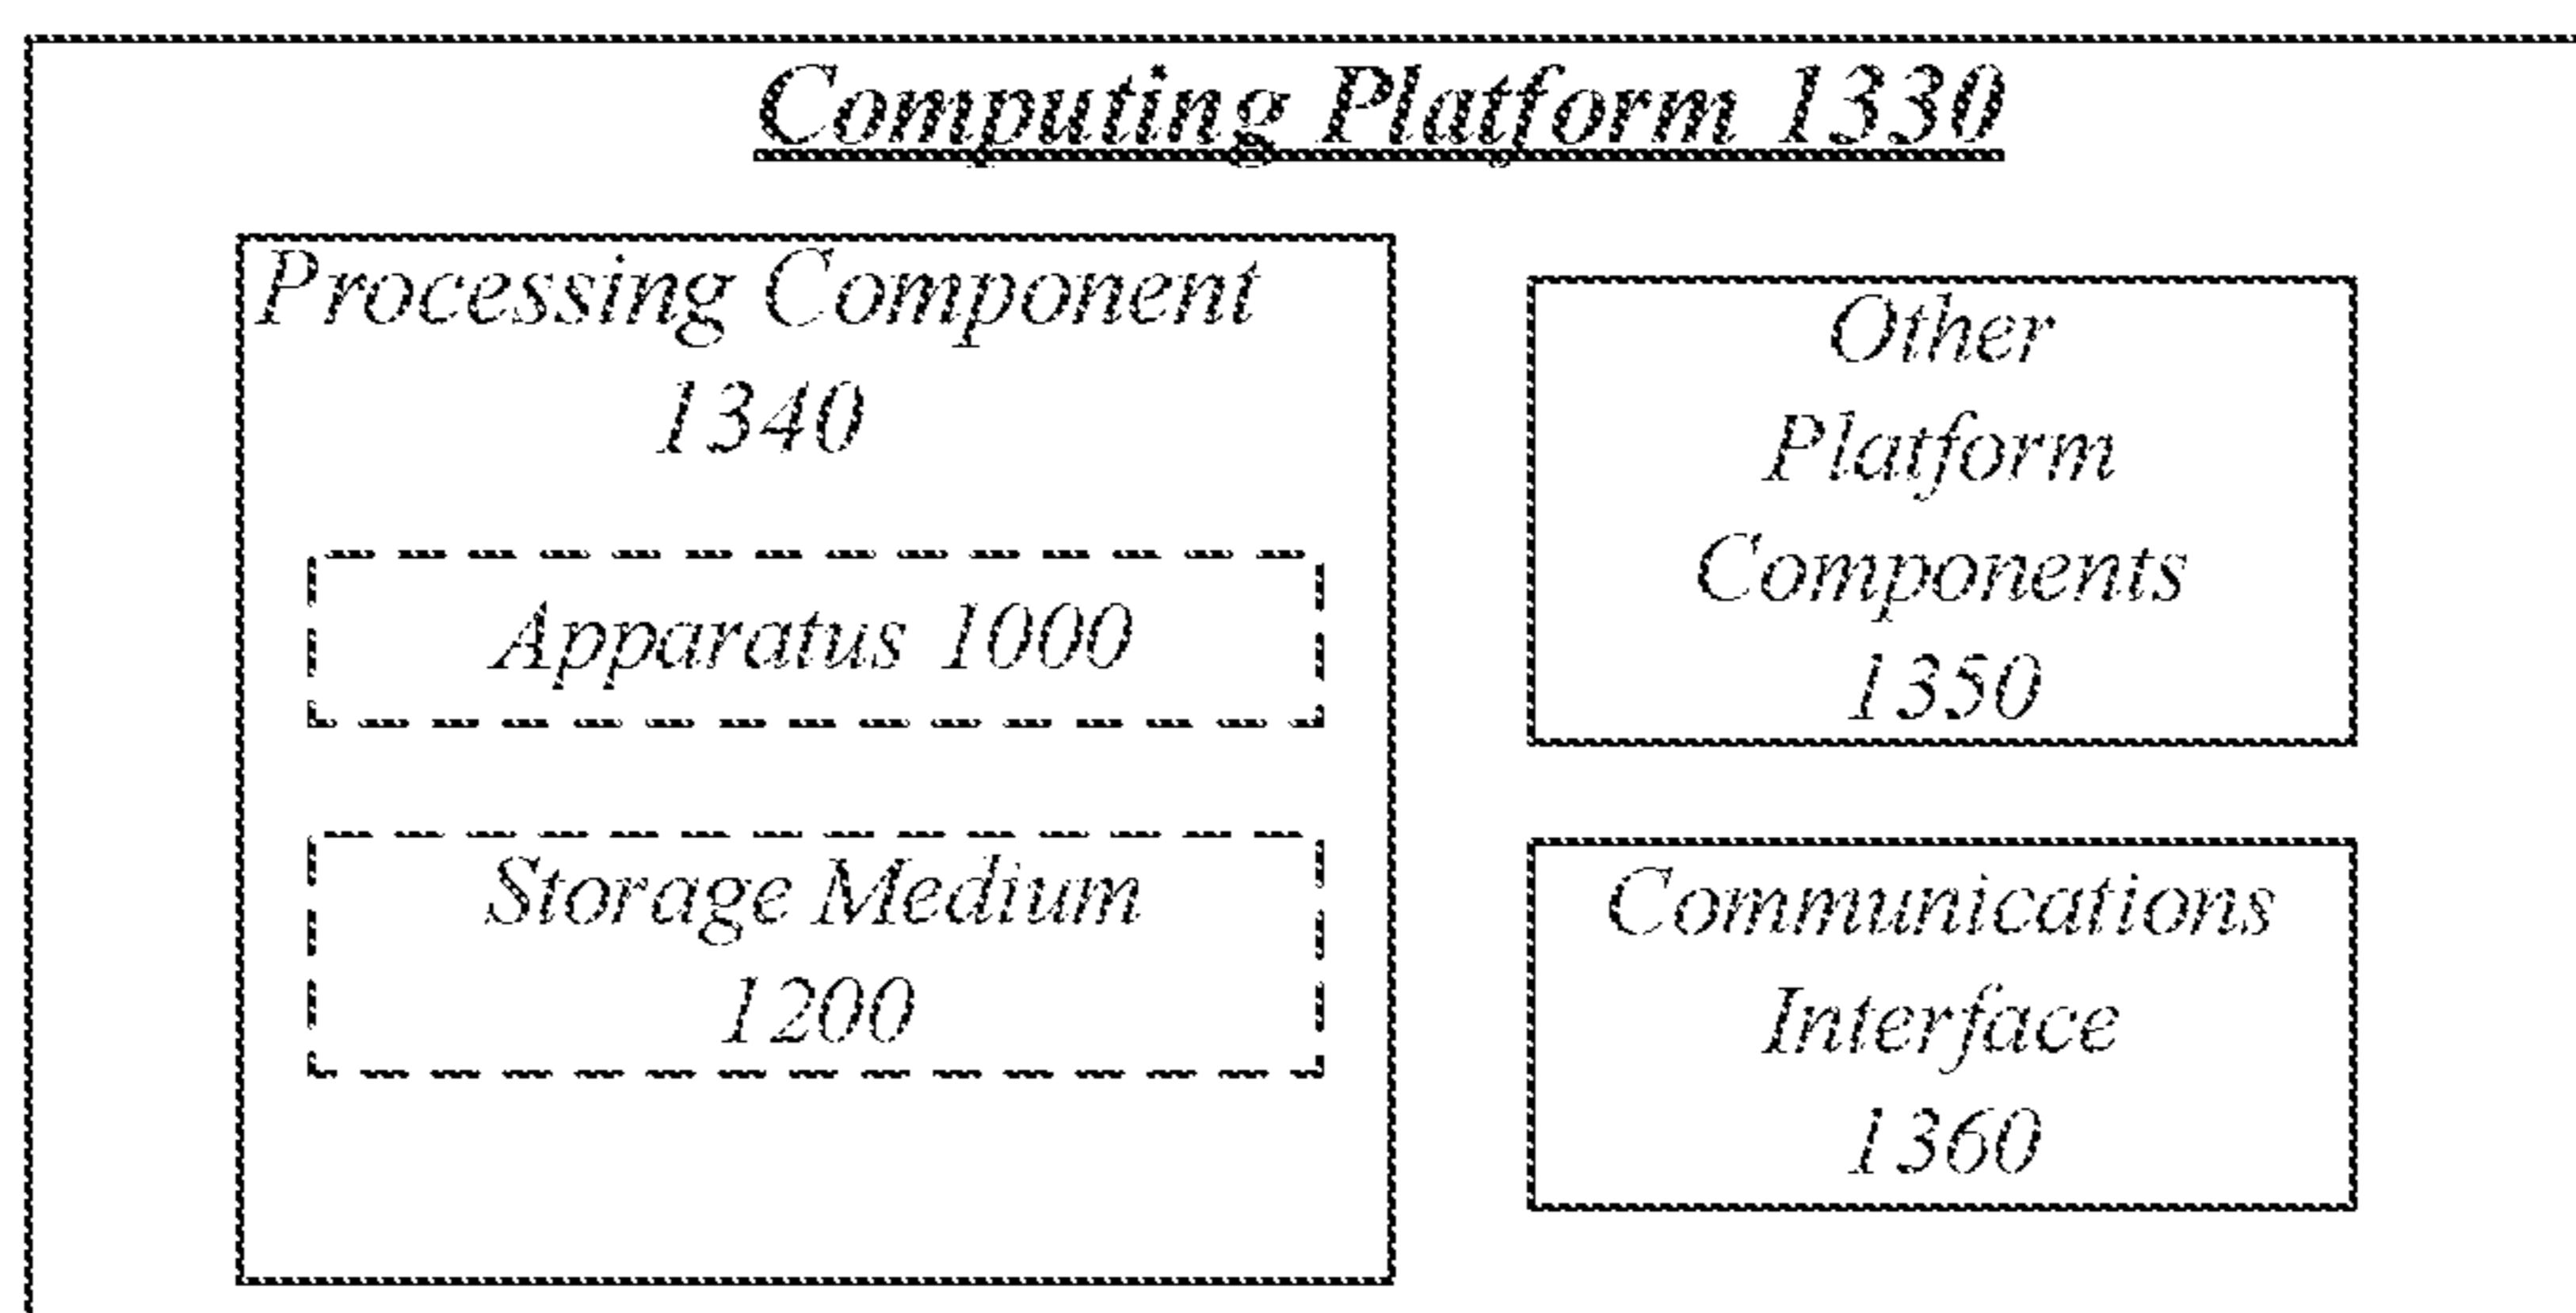 Computing Platform 1330
Processing Component
1340
Apparatus 1000
Storage Medium
1200
Other
Platform
Components
1350
Communications
Interface
1360